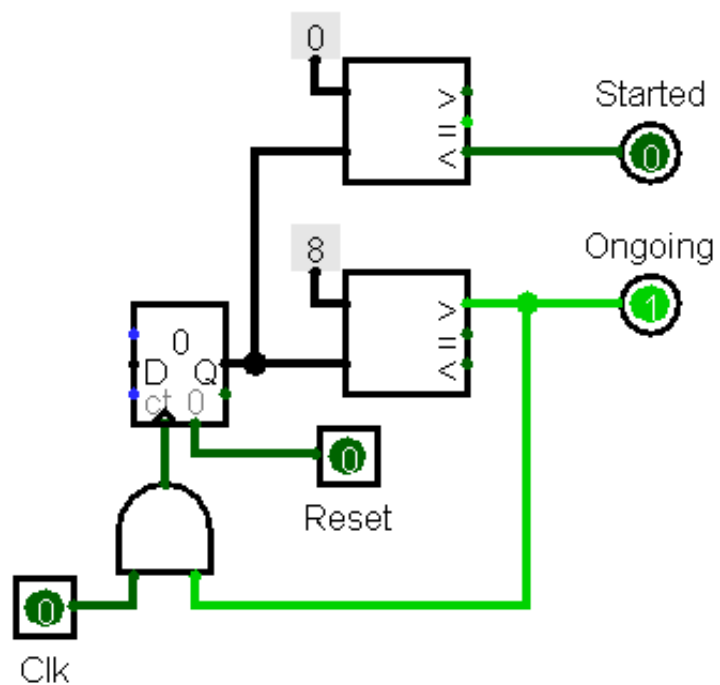 0
>
=
<
Started
0
Ongoing
8
>
=
<
1
0
D Q
ct 0
0
Reset
0
Clk